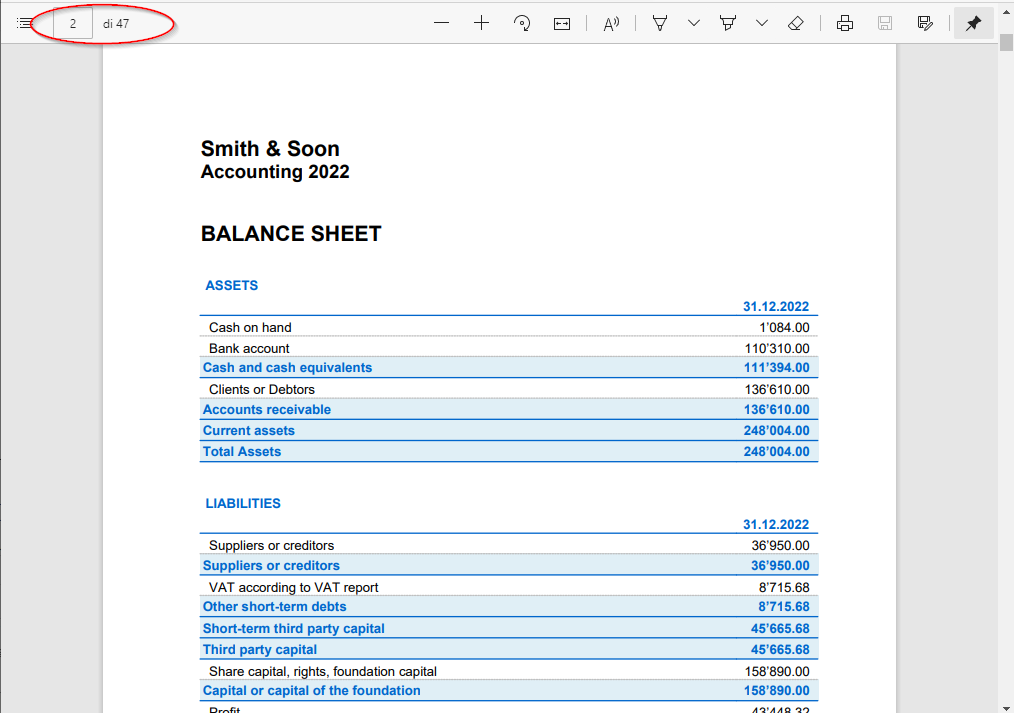 2 di 47
Smith & Soon
Accounting 2022
BALANCE SHEET
ASSETS
31.12.2022
Cash on hand 1’084.00
Bank account 110’310.00
Cash and cash equivalents 111’394.00
Clients or Debtors 136’610.00
Accounts receivable 136’610.00
Current assets 248’004.00
Total Assets 248’004.00
LIABILITIES
31.12.2022
Suppliers or creditors 36’950.00
Suppliers or creditors 36’950.00
VAT according to VAT report 8’715.68
Other short-term debts 8’715.68
Short-term third party capital 45’665.68
Third party capital 45’665.68
Share capital, rights, foundation capital 158’890.00
Capital or capital of the foundation 158’890.00
Profit 43’448.32